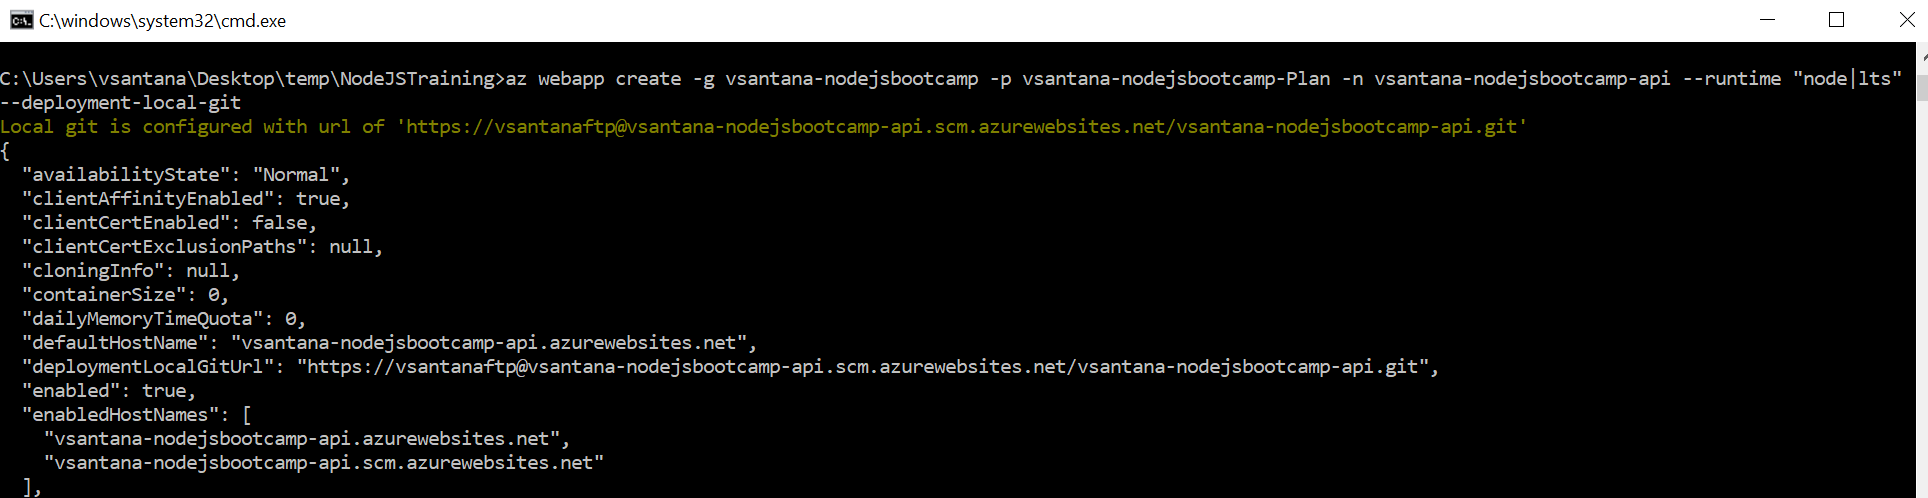 C:\windows\system32\cmd.exe
C:\Users\vsantana\Desktop\temp\NodeJSTraining>az webapp create -g vsantana-nodejsbootcamp -p vsantana-nodejsbootcamp-Plan -n vsantana-nodejsbootcamp-api --runtime "node|lts"
--deployment-local-git
Local git is configured with url of 'https://vsantanaftp@vsantana-nodejsbootcamp-api.scm.azurewebsites.net/vsantana-nodejsbootcamp-api.git'
{
  "availabilityState": "Normal",
  "clientAffinityEnabled": true,
  "clientCertEnabled": false,
  "clientCertExclusionPaths": null,
  "cloningInfo": null,
  "containerSize": 0,
  "dailyMemoryTimeQuota": 0,
  "defaultHostName": "vsantana-nodejsbootcamp-api.azurewebsites.net",
  "deploymentLocalGitUrl": "https://vsantanaftp@vsantana-nodejsbootcamp-api.scm.azurewebsites.net/vsantana-nodejsbootcamp-api.git",
  "enabled": true,
  "enabledHostNames": [
    "vsantana-nodejsbootcamp-api.azurewebsites.net",
    "vsantana-nodejsbootcamp-api.scm.azurewebsites.net"
  ],